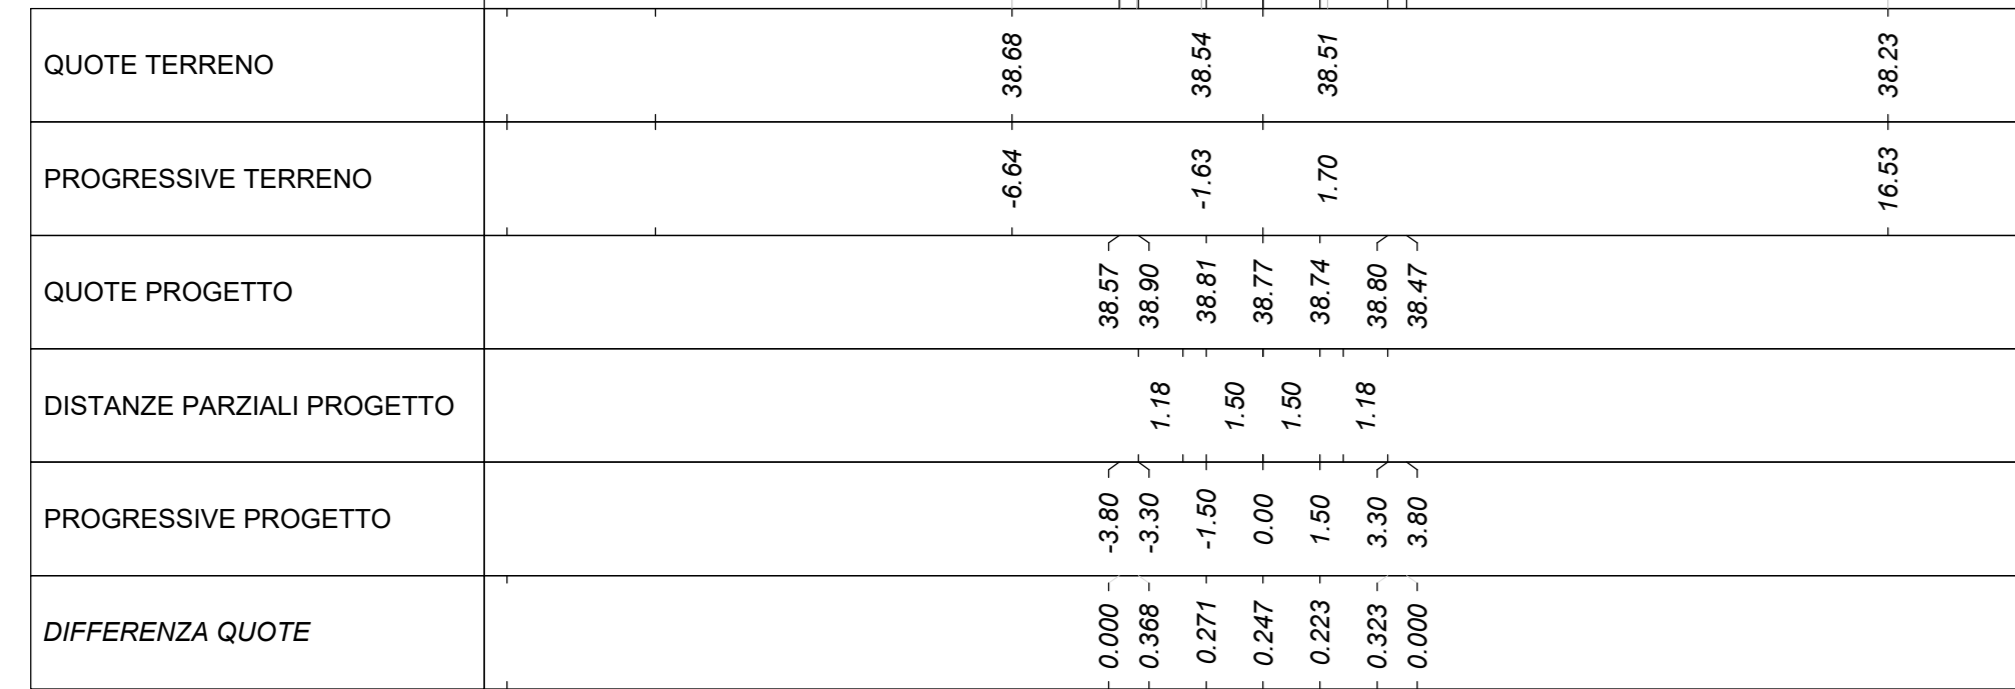 QUOTE TERRENO 38.68 38.54 38.51 38.23
PROGRESSIVE TERRENO -6.64 -1.63 1.70 16.53
QUOTE PROGETTO 38.57 38.90 38.81 38.77 38.74 38.80 38.47
DISTANZE PARZIALI PROGETTO 1.18 1.50 1.50 1.18
PROGRESSIVE PROGETTO -3.80 -3.30 -1.50 0.00 1.50 3.30 3.80
DIFFERENZA QUOTE 0.000 0.368 0.271 0.247 0.223 0.323 0.000